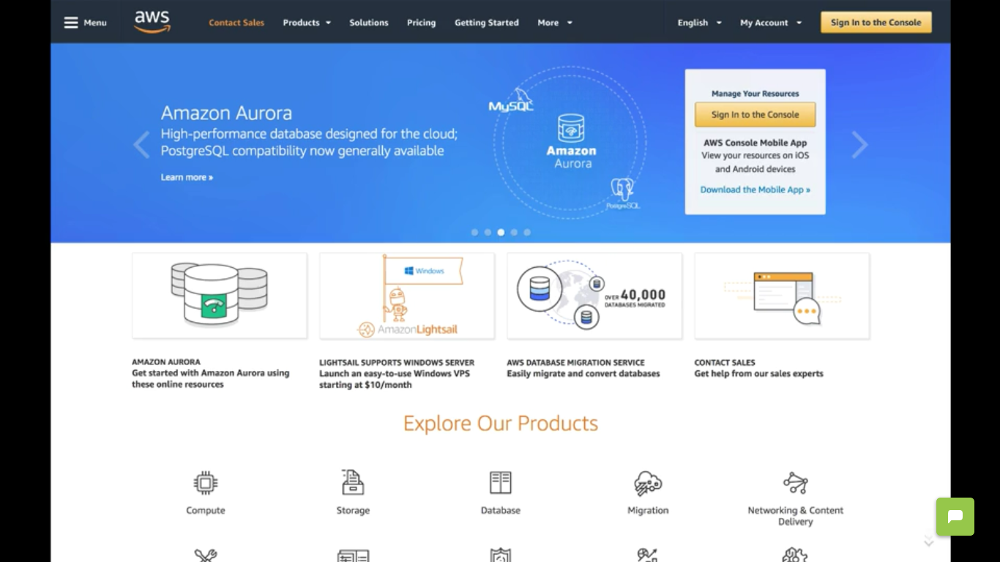 Menu
aws
Contact Sales
Products
Solutions
Pricing
Getting Started
More
English
My Account
Sign In to the Console
Amazon Aurora
High-performance database designed for the cloud;
PostgreSQL compatibility now generally available
Learn more »
MySQL
Amazon
Aurora
PostgreSQL
Manage Your Resources
Sign In to the Console
AWS Console Mobile App
View your resources on iOS
and Android devices
Download the Mobile App »
Windows
AmazonLightsail
OVER 40,000
DATABASES MIGRATED
AMAZON AURORA
Get started with Amazon Aurora using
these online resources
LIGHTSAIL SUPPORTS WINDOWS SERVER
Launch an easy-to-use Windows VPS
starting at $10/month
AWS DATABASE MIGRATION SERVICE
Easily migrate and convert databases
CONTACT SALES
Get help from our sales experts
Explore Our Products
Compute
Storage
Database
Migration
Networking & Content
Delivery